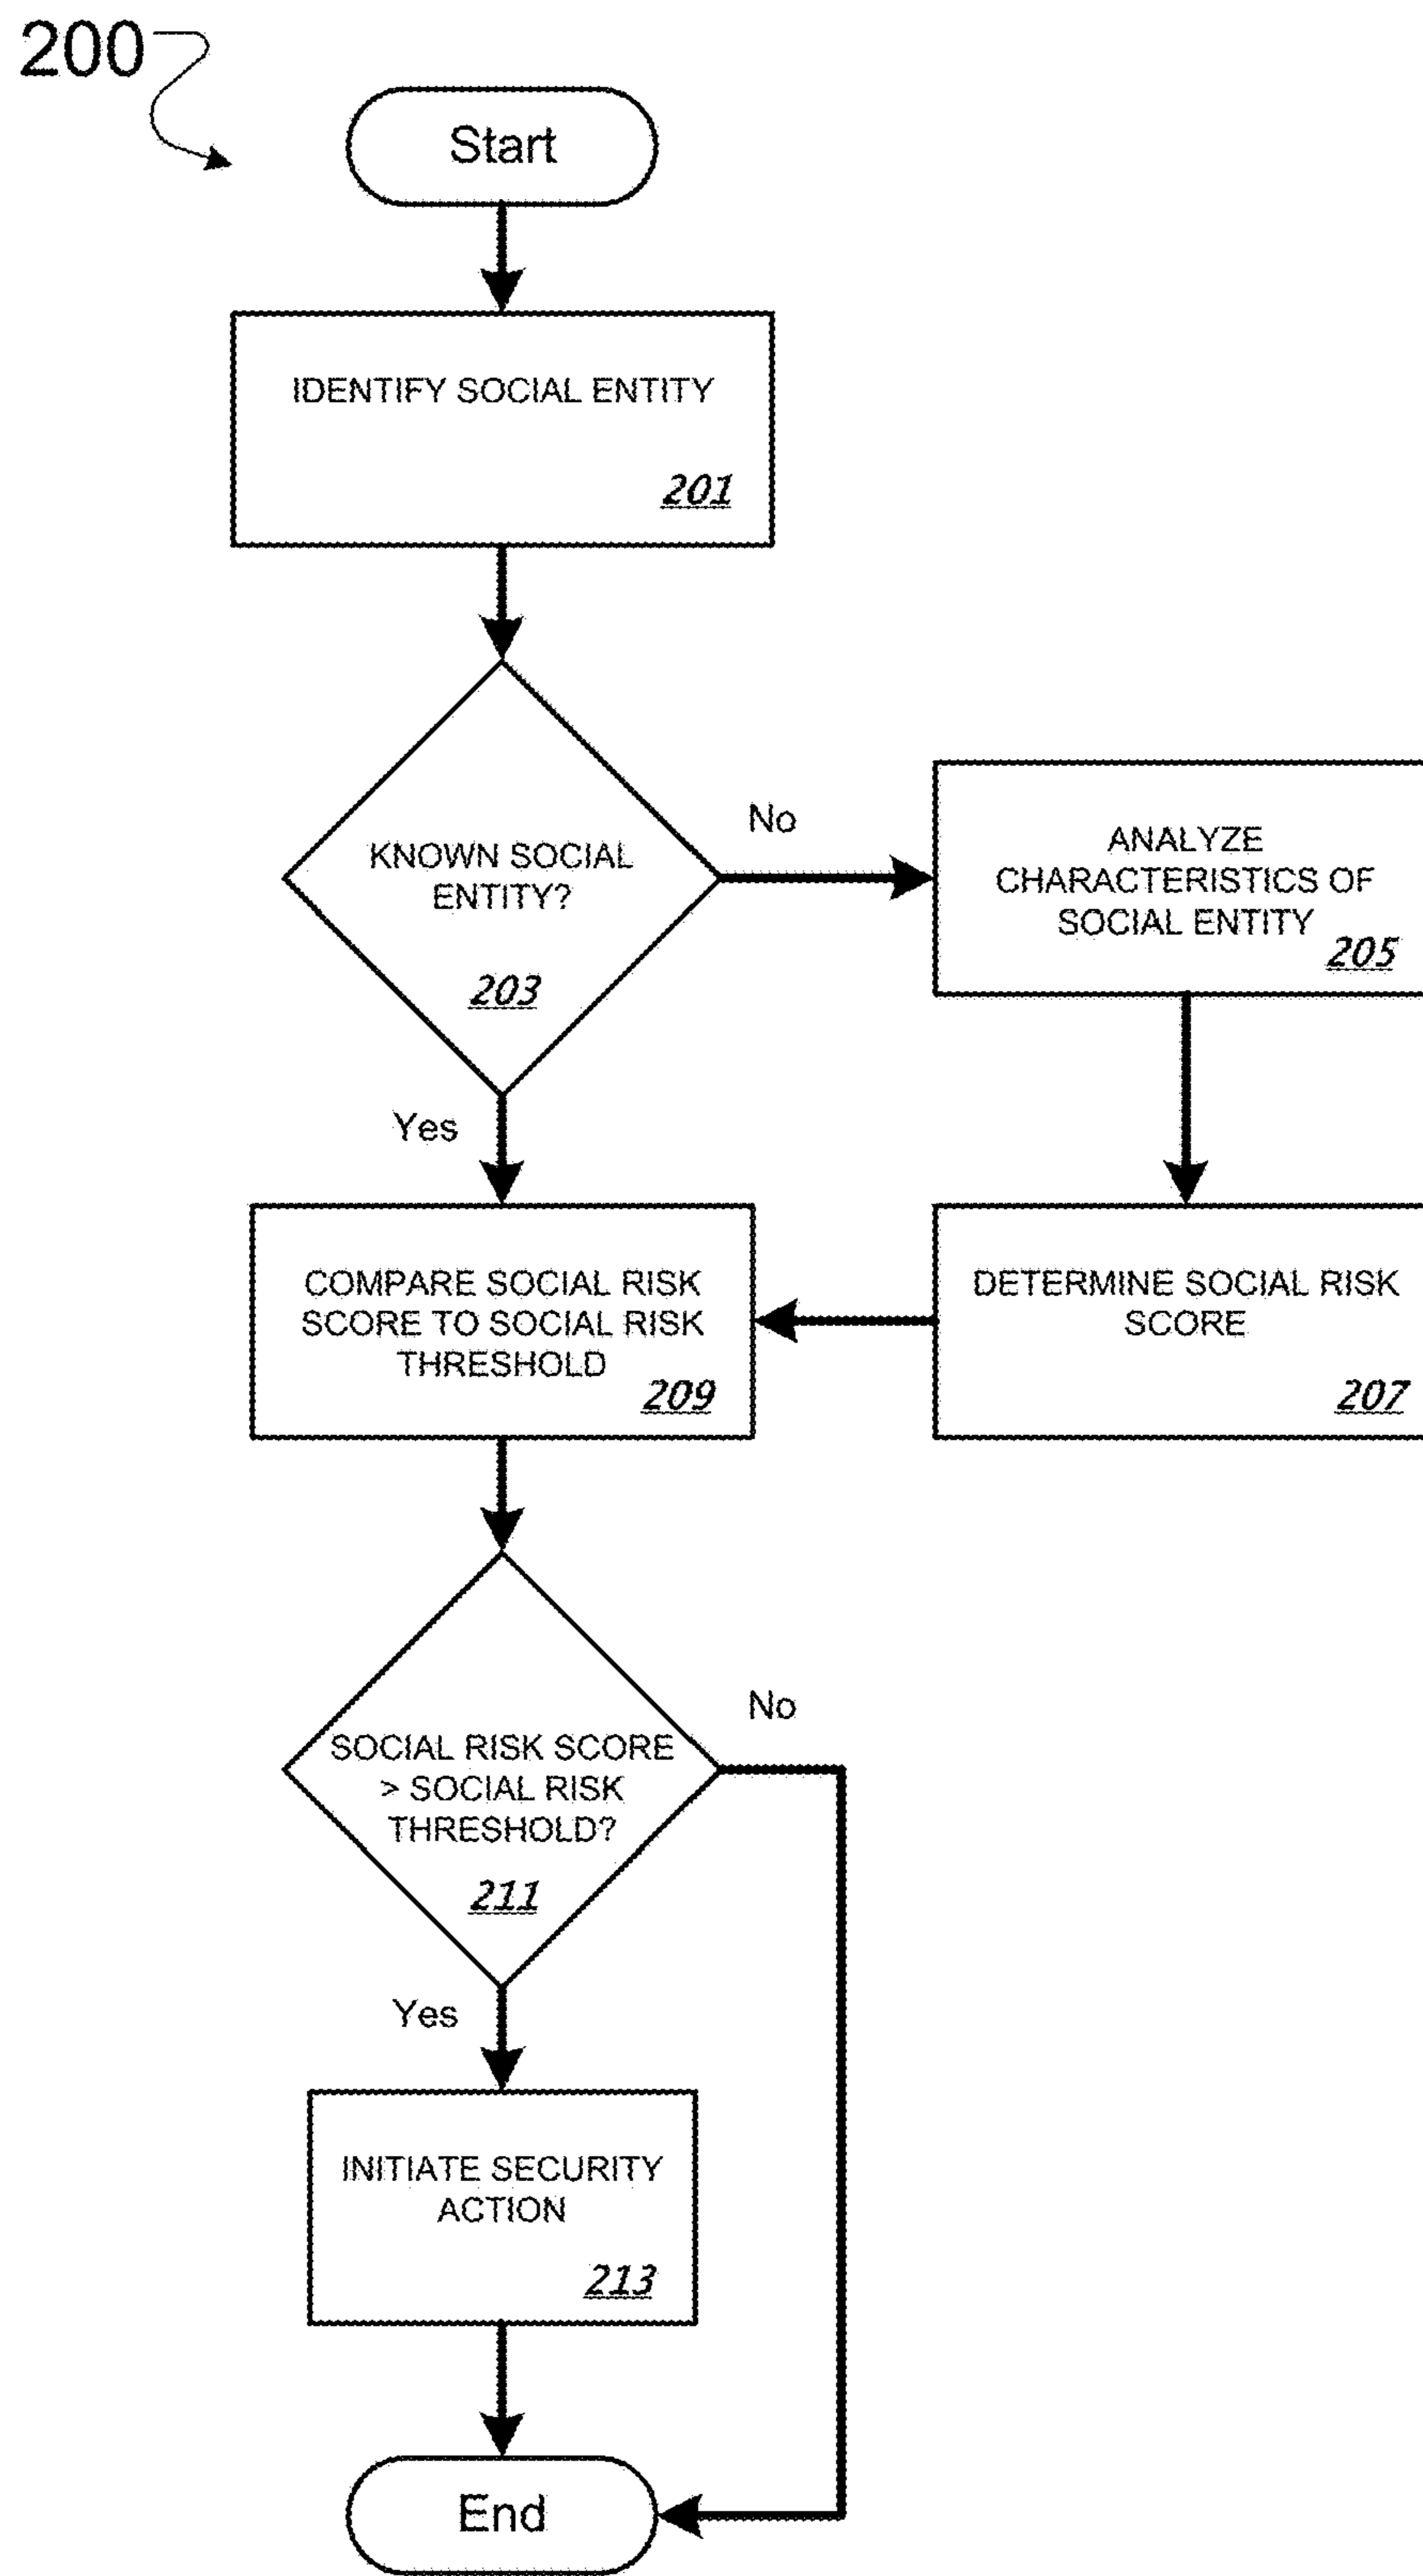 200
Start
IDENTIFY SOCIAL ENTITY
201
KNOWN SOCIAL
ENTITY?
203
No
Yes
ANALYZE
CHARACTERISTICS OF
SOCIAL ENTITY
205
COMPARE SOCIAL RISK
SCORE TO SOCIAL RISK
THRESHOLD
209
DETERMINE SOCIAL RISK
SCORE
207
SOCIAL RISK SCORE
> SOCIAL RISK
THRESHOLD?
211
No
Yes
INITIATE SECURITY
ACTION
213
End